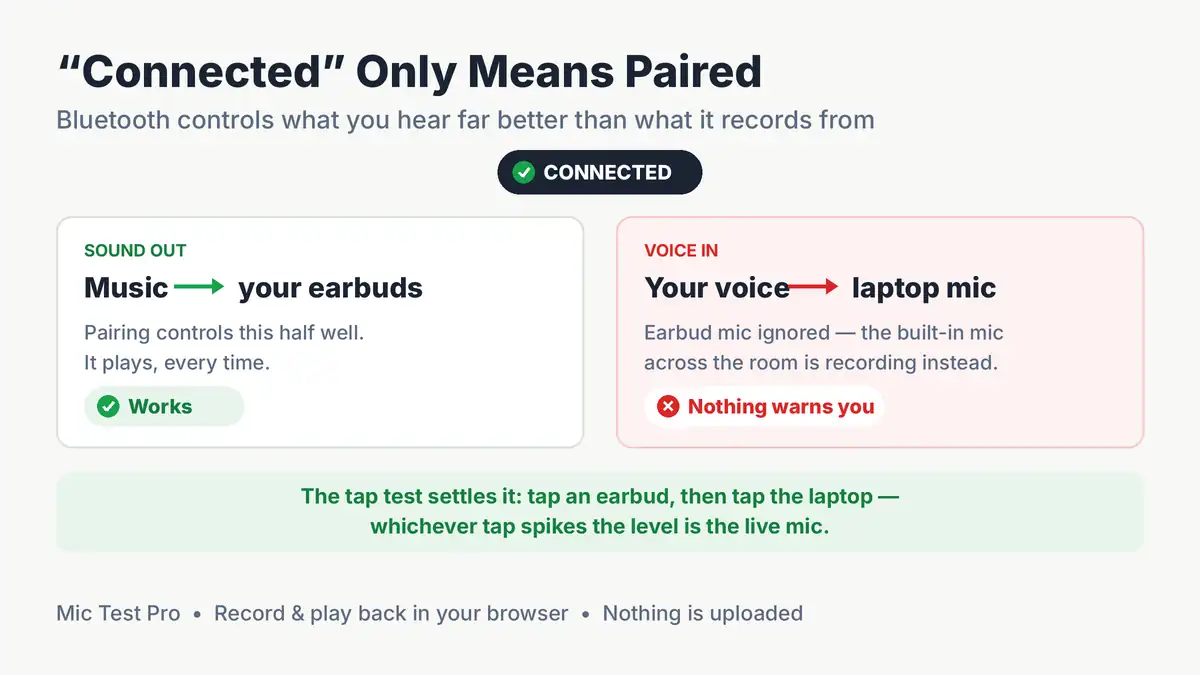 “Connected” Only Means Paired
Bluetooth controls what you hear far better than what it records from
CONNECTED
SOUND OUT
Music → your earbuds
Pairing controls this half well.
It plays, every time.
Works
VOICE IN
Your voice → laptop mic
Earbud mic ignored — the built-in mic
across the room is recording instead.
Nothing warns you
The tap test settles it: tap an earbud, then tap the laptop —
whichever tap spikes the level is the live mic.
Mic Test Pro • Record & play back in your browser • Nothing is uploaded